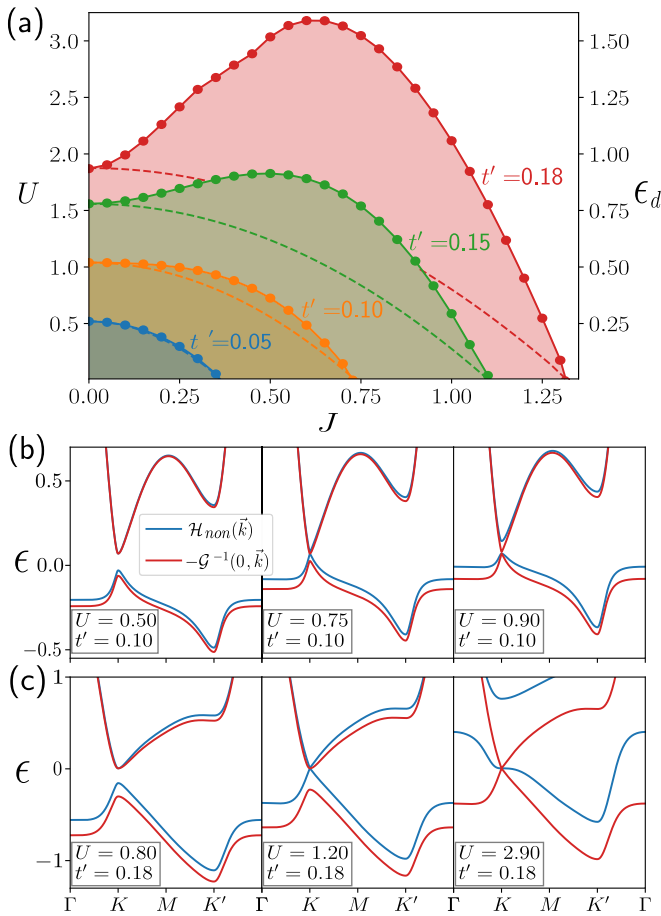 (a)
3.0
2.5
2.0
1.5
1.0
0.5
U
1.50
1.25
1.00
0.75
0.50
0.25
ϵ_d
t′ =0.18
t′ =0.15
t′ =0.10
t′ =0.05
0.00 0.25 0.50 0.75 1.00 1.25
J
(b)
0.5
0.0
−0.5
ϵ
ℋ_non(k⃗)
−𝒢⁻¹(0, k⃗)
U = 0.50
t′ = 0.10
U = 0.75
t′ = 0.10
U = 0.90
t′ = 0.10
(c)
1
0
−1
ϵ
U = 0.80
t′ = 0.18
U = 1.20
t′ = 0.18
U = 2.90
t′ = 0.18
Γ K M K′ Γ K M K′ Γ K M K′ Γ